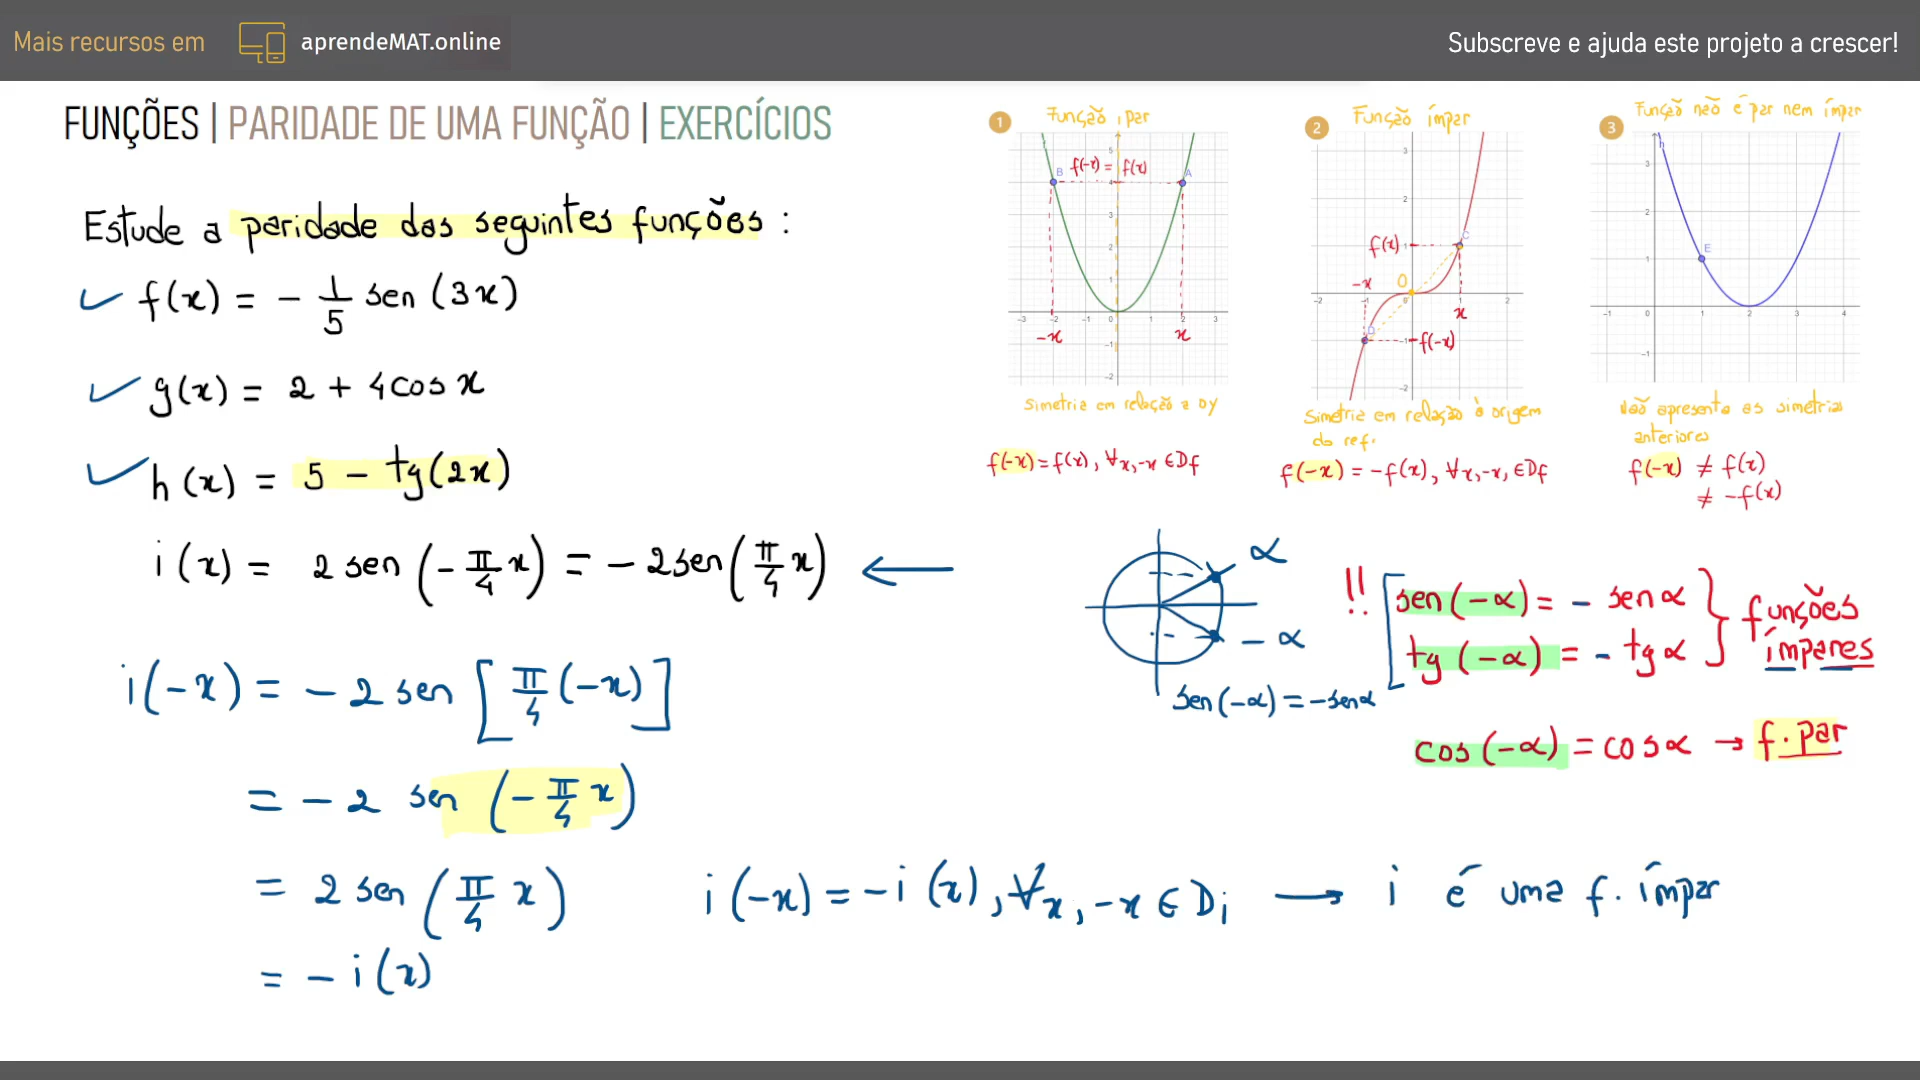 Mais recursos em aprendeMAT.online
Subscreve e ajuda este projeto a crescer!
FUNÇÕES | PARIDADE DE UMA FUNÇÃO | EXERCÍCIOS
Estude a paridade das seguintes funções :
f(x) = - 1/5 sen (3x)
g(x) = 2 + 4cos x
h(x) = 5 - tg(2x)
i(x) = 2 sen (- π/4 x) = - 2sen(π/4 x)
i(-x) = - 2 sen [π/4 (-x)]
= - 2 sen (- π/4 x)
= 2 sen (π/4 x)
= - i(x)
i(-x) = - i(x), ∀x, -x ∈ Di → i é uma f. ímpar
1 Função par
f(-x) = f(x)
B A
-x x
Simetria em relação a Oy
f(-x) = f(x), ∀x,-x ∈ Df
2 Função ímpar
f(x) C
-x O
x
D f(-x)
Simetria em relação à origem
do ref.
f(-x) = -f(x), ∀x,-x, ∈ Df
3 Função não é par nem ímpar
h
E
Não apresenta as simetrias
anteriores
f(-x) ≠ f(x)
≠ -f(x)
α
- α
sen(-α) = -senα
!! sen(-α) = - senα
tg(-α) = - tgα
funções
ímpares
cos(-α) = cosα → f. par